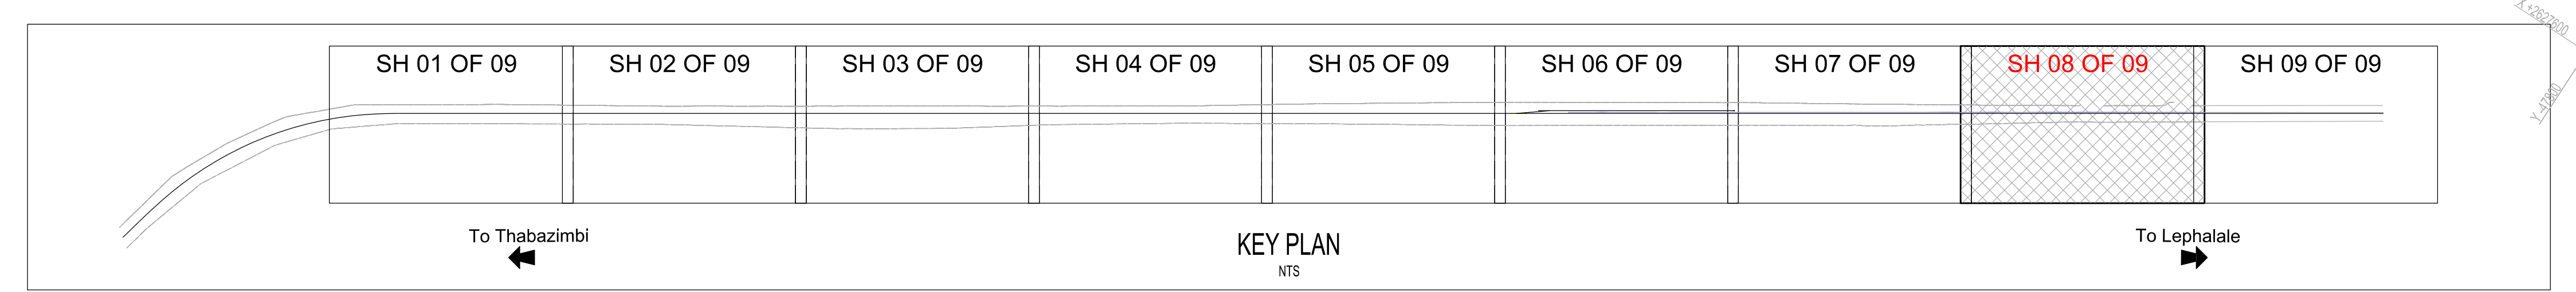 SH 01 OF 09
SH 02 OF 09
SH 03 OF 09
SH 04 OF 09
SH 05 OF 09
SH 06 OF 09
SH 07 OF 09
SH 08 OF 09
SH 09 OF 09
X +2627600
Y -47800
To Thabazimbi
KEY PLAN
NTS
To Lephalale